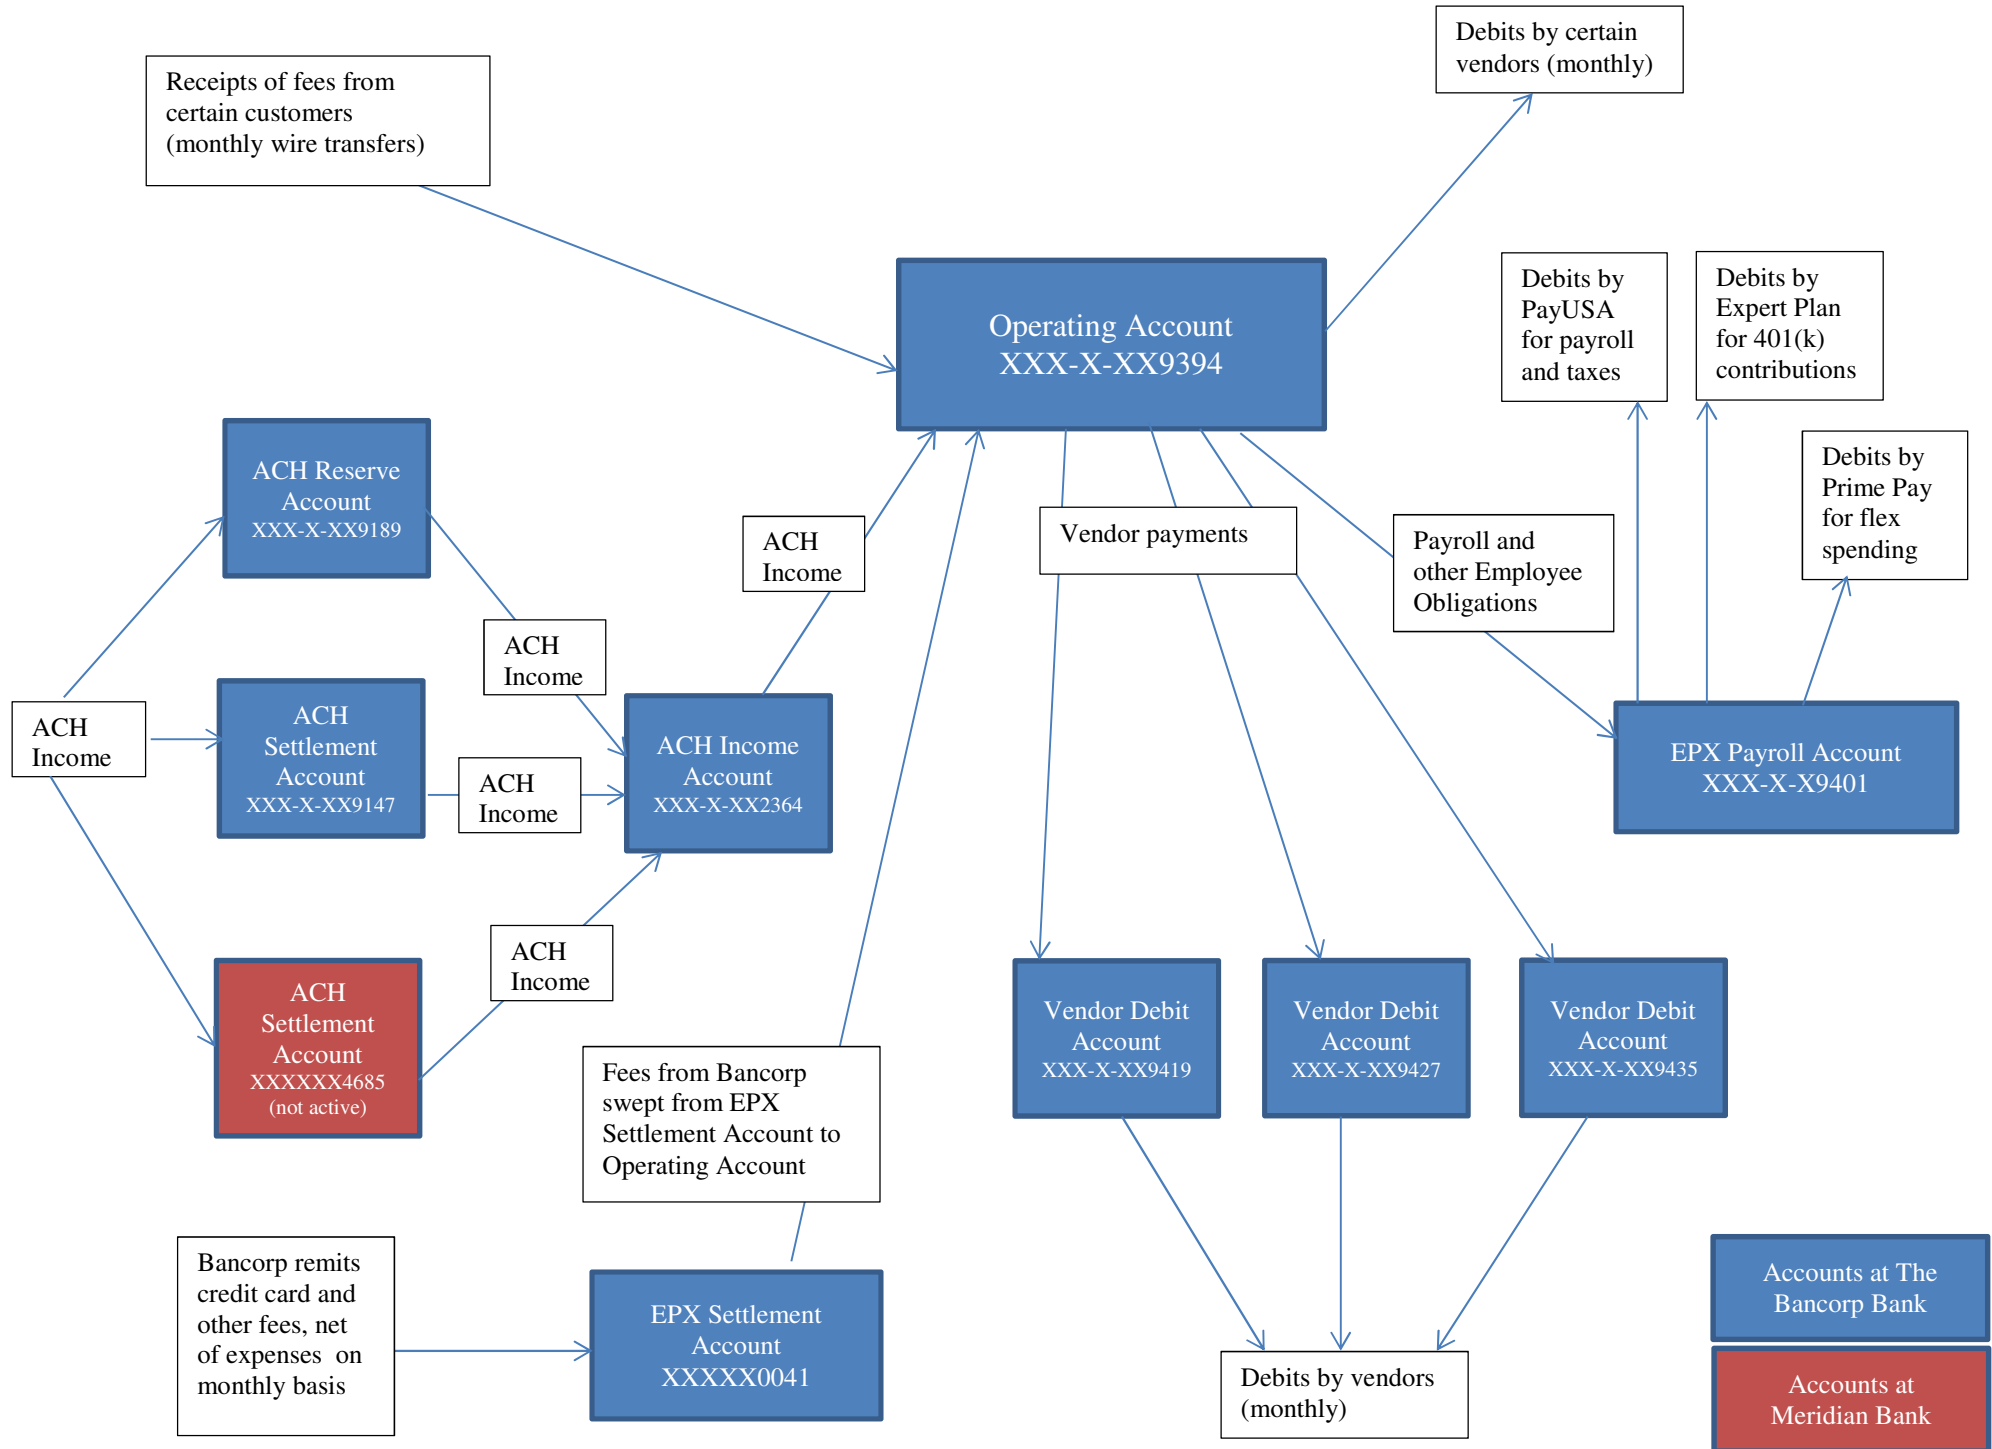 Debits by certain
vendors (monthly)
Receipts of fees from
certain customers
(monthly wire transfers)
Operating Account
XXX-X-XX9394
Debits by
PayUSA
for payroll
and taxes
Debits by
Expert Plan
for 401(k)
contributions
Debits by
Prime Pay
for flex
spending
ACH Reserve
Account
XXX-X-XX9189
ACH
Income
Vendor payments
Payroll and
other Employee
Obligations
ACH
Income
ACH
Income
ACH
Settlement
Account
XXX-X-XX9147
ACH
Income
ACH Income
Account
XXX-X-XX2364
EPX Payroll Account
XXX-X-X9401
ACH
Income
ACH
Settlement
Account
XXXXXX4685
(not active)
Vendor Debit
Account
XXX-X-XX9419
Vendor Debit
Account
XXX-X-XX9427
Vendor Debit
Account
XXX-X-XX9435
Fees from Bancorp
swept from EPX
Settlement Account to
Operating Account
Bancorp remits
credit card and
other fees, net
of expenses  on
monthly basis
EPX Settlement
Account
XXXXX0041
Debits by vendors
(monthly)
Accounts at The
Bancorp Bank
Accounts at
Meridian Bank